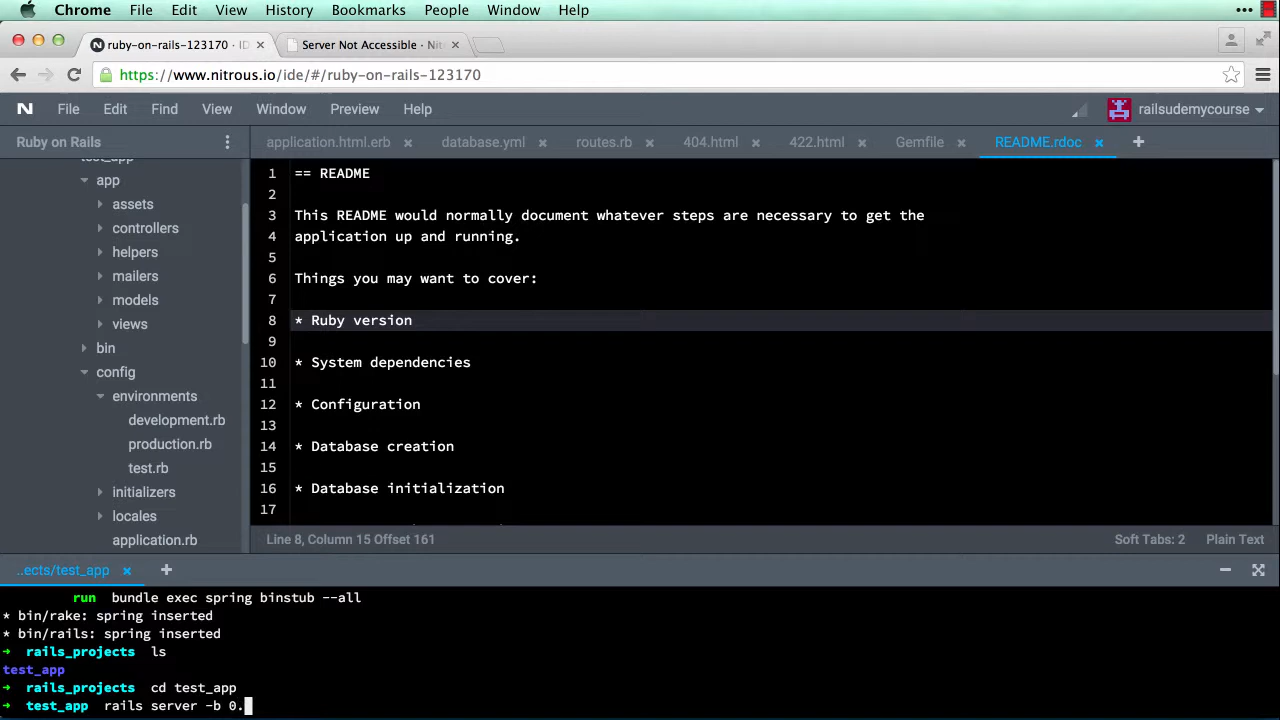 Chrome File Edit View History Bookmarks People Window Help
ruby-on-rails-123170 · ID
Server Not Accessible · Nit
https://www.nitrous.io/ide/#/ruby-on-rails-123170
N File Edit Find View Window Preview Help railsudemycourse
Ruby on Rails
application.html.erb database.yml routes.rb 404.html 422.html Gemfile README.rdoc
test_app
app
assets
controllers
helpers
mailers
models
views
bin
config
environments
development.rb
production.rb
test.rb
initializers
locales
application.rb
1 == README
2
3 This README would normally document whatever steps are necessary to get the
4 application up and running.
5
6 Things you may want to cover:
7
8 * Ruby version
9
10 * System dependencies
11
12 * Configuration
13
14 * Database creation
15
16 * Database initialization
17
Line 8, Column 15 Offset 161 Soft Tabs: 2 Plain Text
..ects/test_app
run bundle exec spring binstub --all
* bin/rake: spring inserted
* bin/rails: spring inserted
→ rails_projects ls
test_app
→ rails_projects cd test_app
→ test_app rails server -b 0.